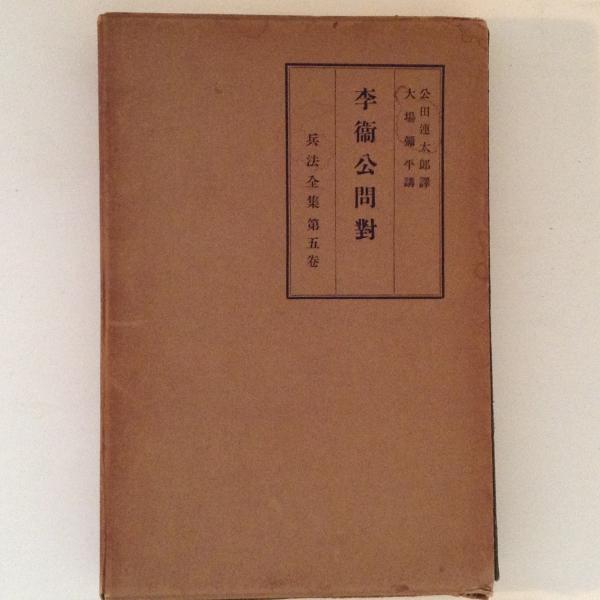 公田連太郎譯
大場彌平講
李衞公問對
兵法全集第五卷